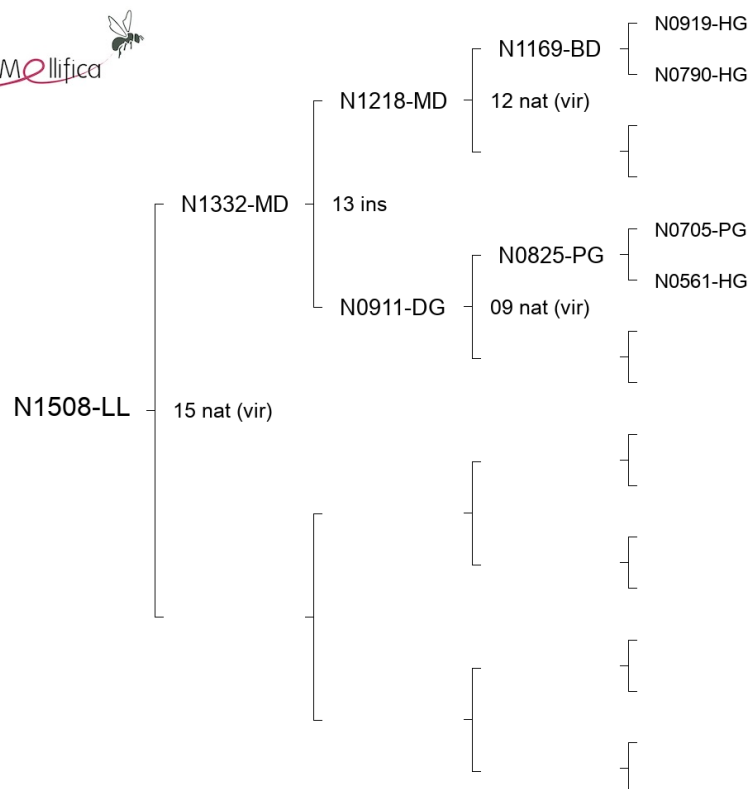 Mellifica
N1508-LL
15 nat (vir)
N1332-MD
13 ins
N1218-MD
12 nat (vir)
N1169-BD
N0919-HG
N0790-HG
N0911-DG
09 nat (vir)
N0825-PG
N0705-PG
N0561-HG